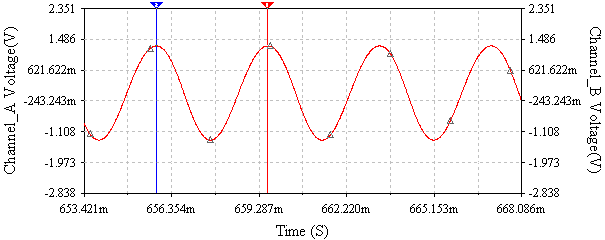 2.351 2.351
1.486 1.486
621.622m 621.622m
-243.243m -243.243m
-1.108 -1.108
-1.973 -1.973
-2.838 -2.838
Channel_A Voltage(V)
Channel_B Voltage(V)
653.421m 656.354m 659.287m 662.220m 665.153m 668.086m
Time (S)